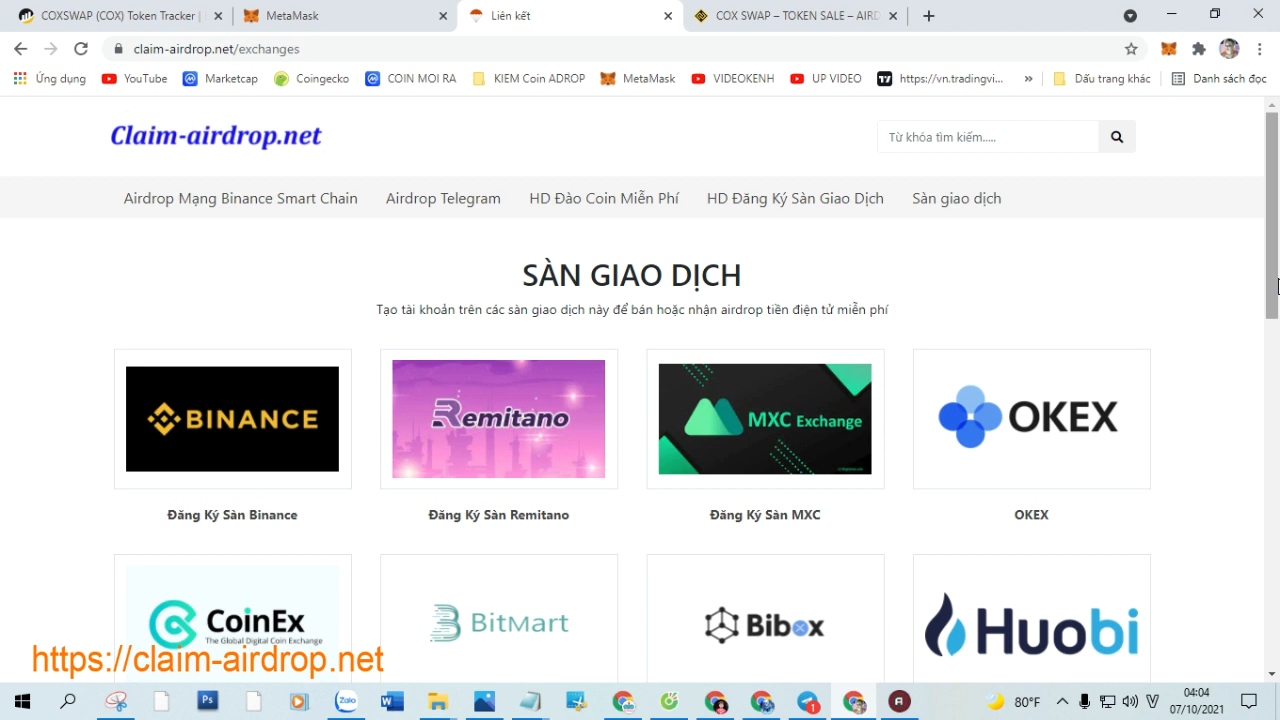 COXSWAP (COX) Token Tracker |
MetaMask
Liên kết
COX SWAP – TOKEN SALE – AIRD
claim-airdrop.net/exchanges
Ứng dụng
YouTube
Marketcap
Coingecko
COIN MOI RA
KIEM Coin ADROP
MetaMask
VIDEOKENH
UP VIDEO
https://vn.tradingvi...
»
Dấu trang khác
Danh sách đọc
Claim-airdrop.net
Từ khóa tìm kiếm.....
Airdrop Mạng Binance Smart Chain
Airdrop Telegram
HD Đào Coin Miễn Phí
HD Đăng Ký Sàn Giao Dịch
Sàn giao dịch
SÀN GIAO DỊCH
Tạo tài khoản trên các sàn giao dịch này để bán hoặc nhận airdrop tiền điện tử miễn phí
BINANCE
Remitano
MXC Exchange
OKEX
Đăng Ký Sàn Binance
Đăng Ký Sàn Remitano
Đăng Ký Sàn MXC
OKEX
CoinEx
The Global Digital Coin Exchange
BitMart
Bibox
Huobi
https://claim-airdrop.net
Ps
Zalo
W
1
80°F
V
04:04
07/10/2021